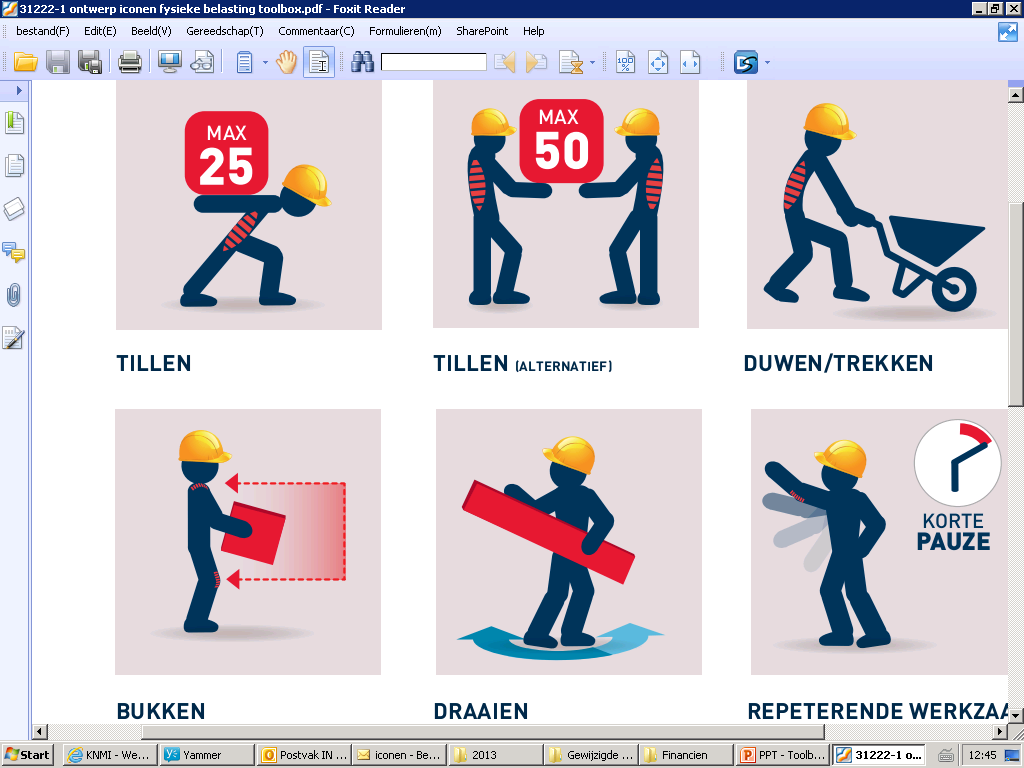 31222-1 ontwerp iconen fysieke belasting toolbox.pdf - Foxit Reader
bestand(F) Edit(E) Beeld(V) Gereedschap(T) Commentaar(C) Formulieren(m) SharePoint Help
100%
MAX
25
MAX
50
TILLEN
TILLEN (ALTERNATIEF)
DUWEN/TREKKEN
KORTE
PAUZE
BUKKEN
DRAAIEN
REPETERENDE WERKZAA
Start KNMI - We... Yammer Postvak IN ... iconen - Be... 2013 Gewijzigde ... Financien PPT - Toolb... 31222-1 o... 12:45